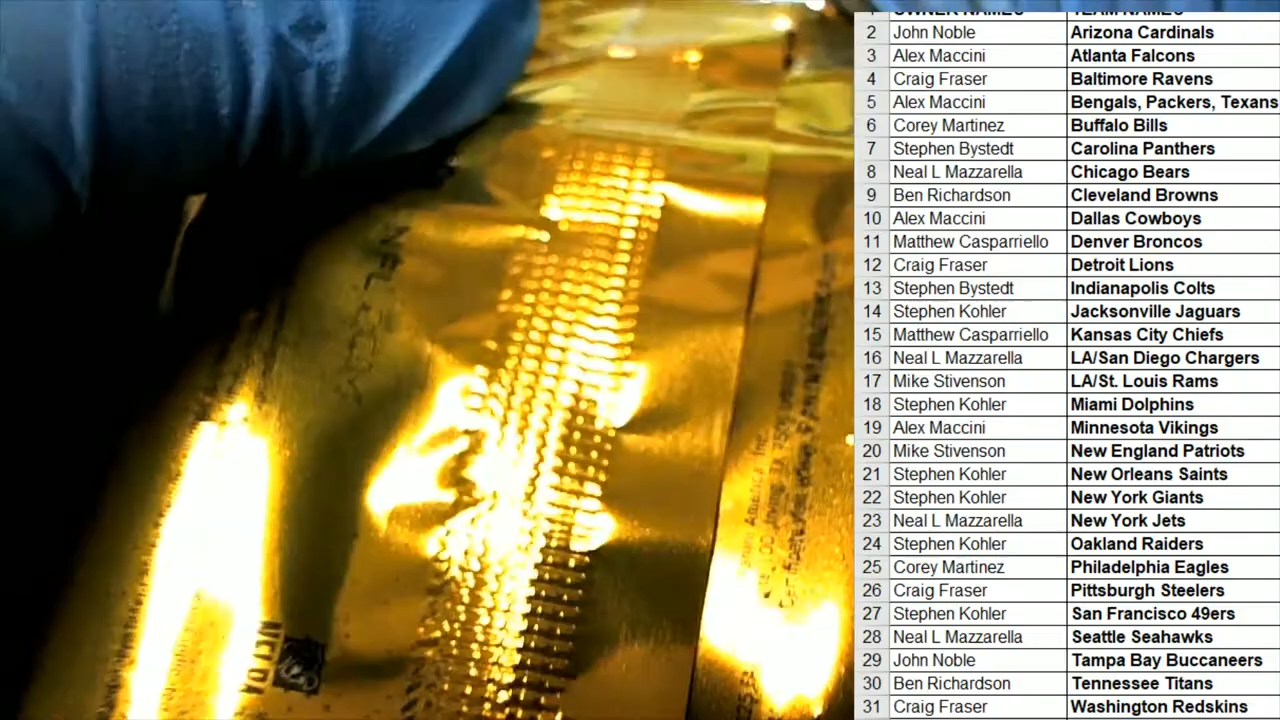 2 John Noble Arizona Cardinals
3 Alex Maccini Atlanta Falcons
4 Craig Fraser Baltimore Ravens
5 Alex Maccini Bengals, Packers, Texans
6 Corey Martinez Buffalo Bills
7 Stephen Bystedt Carolina Panthers
8 Neal L Mazzarella Chicago Bears
9 Ben Richardson Cleveland Browns
10 Alex Maccini Dallas Cowboys
11 Matthew Casparriello Denver Broncos
12 Craig Fraser Detroit Lions
13 Stephen Bystedt Indianapolis Colts
14 Stephen Kohler Jacksonville Jaguars
15 Matthew Casparriello Kansas City Chiefs
16 Neal L Mazzarella LA/San Diego Chargers
17 Mike Stivenson LA/St. Louis Rams
18 Stephen Kohler Miami Dolphins
19 Alex Maccini Minnesota Vikings
20 Mike Stivenson New England Patriots
21 Stephen Kohler New Orleans Saints
22 Stephen Kohler New York Giants
23 Neal L Mazzarella New York Jets
24 Stephen Kohler Oakland Raiders
25 Corey Martinez Philadelphia Eagles
26 Craig Fraser Pittsburgh Steelers
27 Stephen Kohler San Francisco 49ers
28 Neal L Mazzarella Seattle Seahawks
29 John Noble Tampa Bay Buccaneers
30 Ben Richardson Tennessee Titans
31 Craig Fraser Washington Redskins
NFL